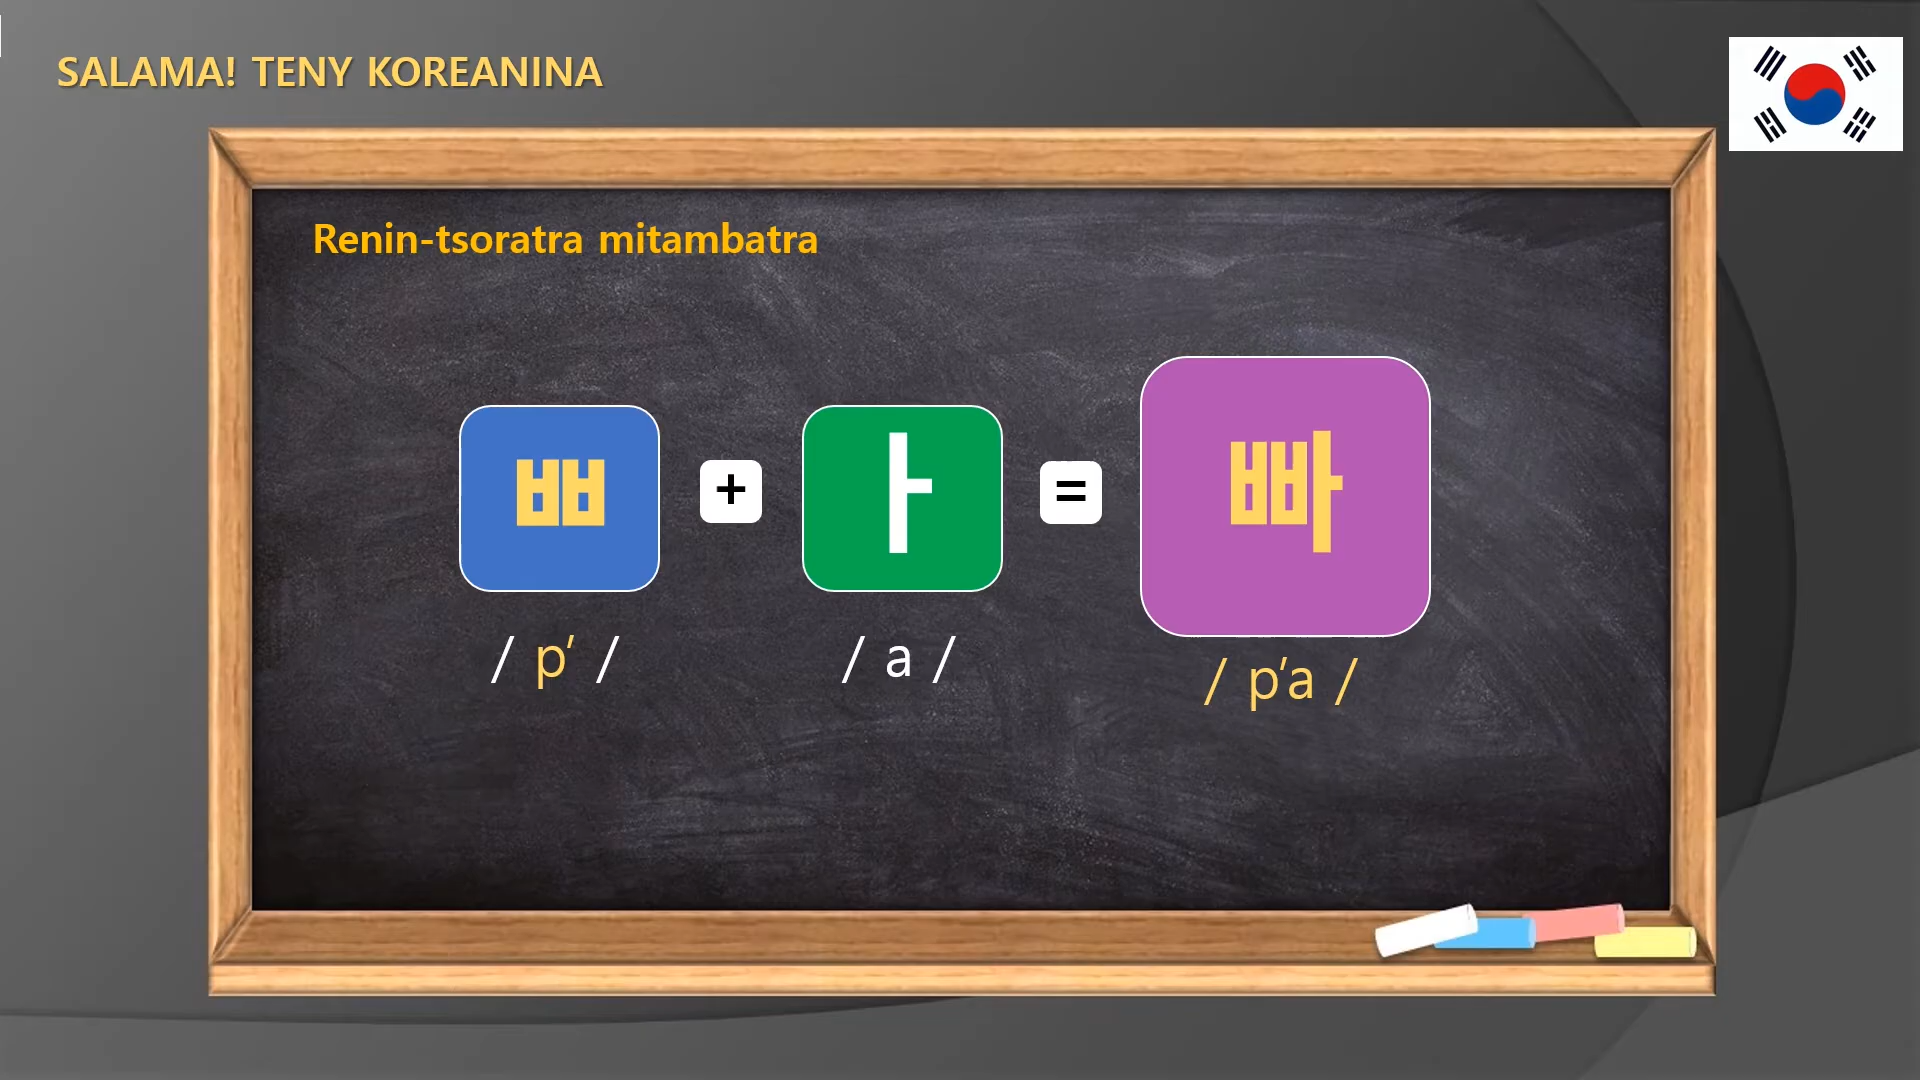 SALAMA! TENY KOREANINA
Renin-tsoratra mitambatra
ㅃ + ㅏ = 빠
/ p′ / / a / / p′a /